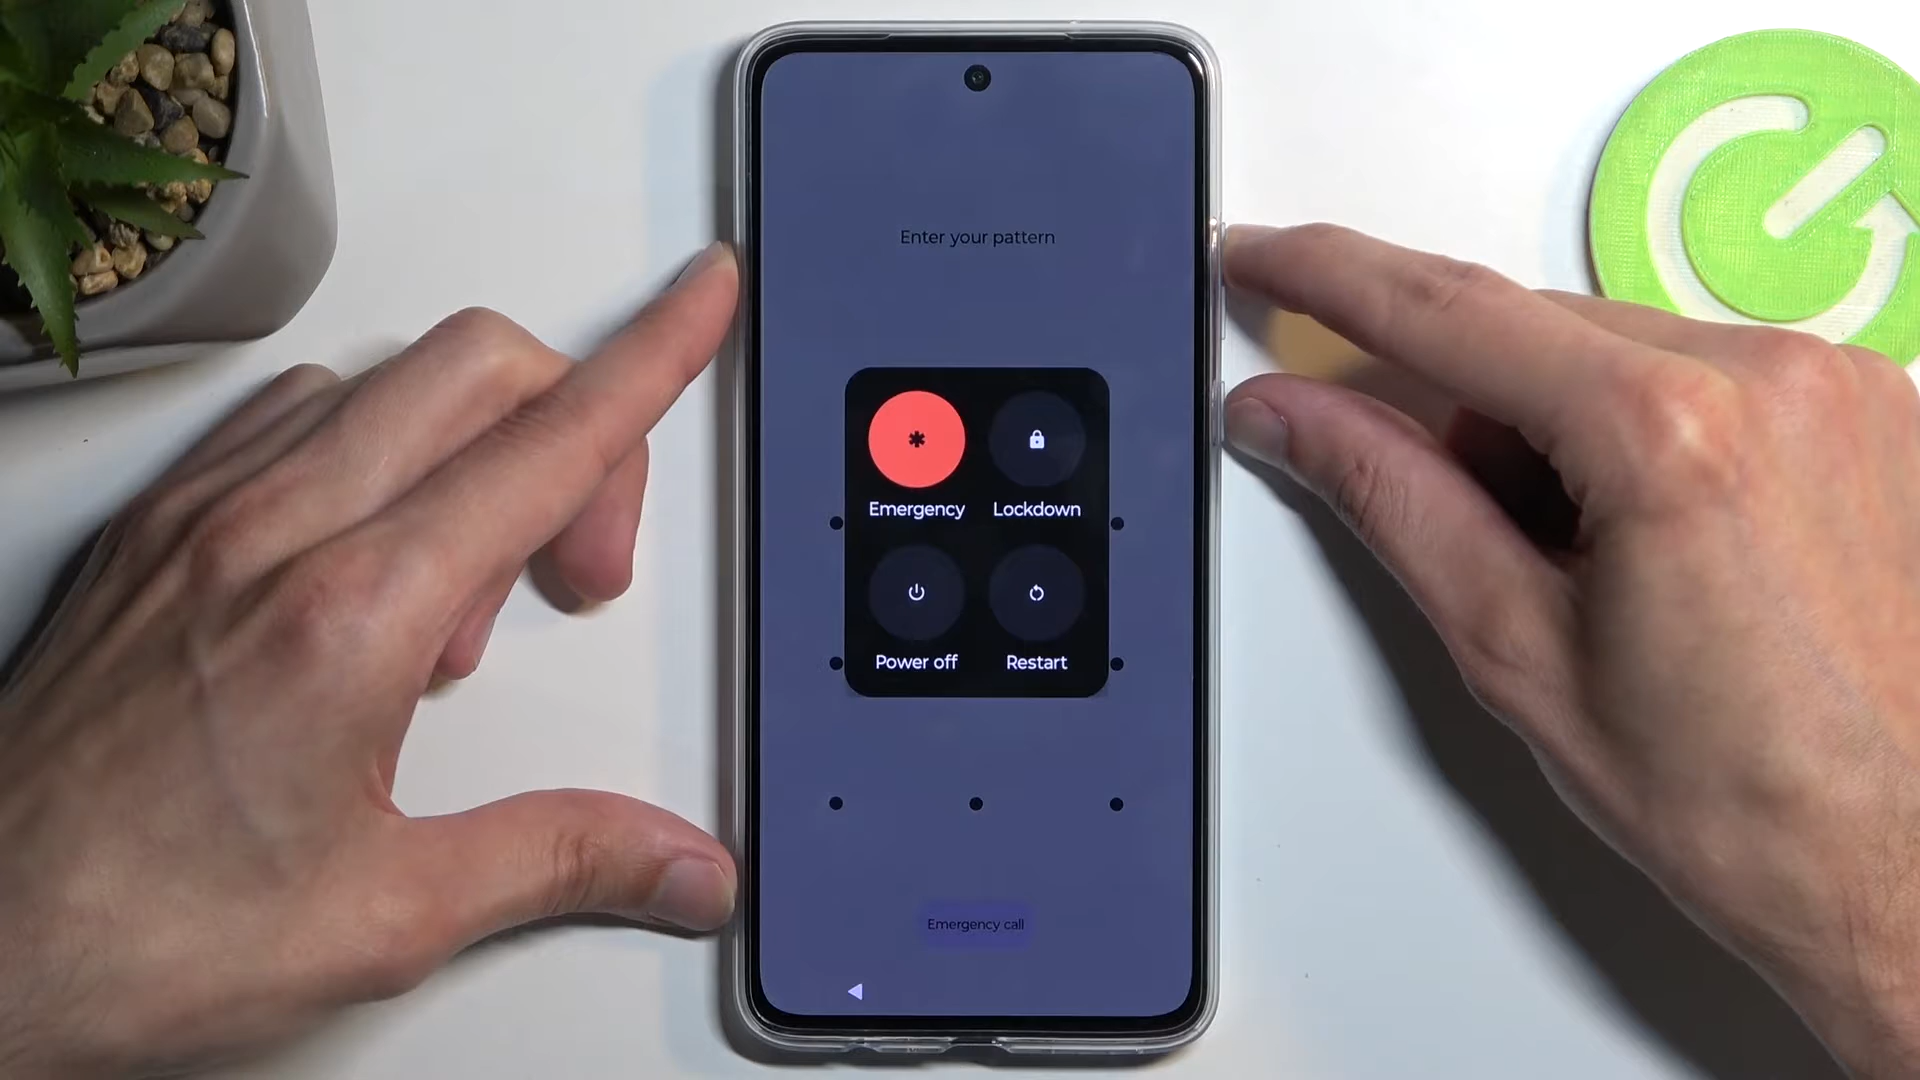 Enter your pattern
Emergency Lockdown
Power off Restart
Emergency call